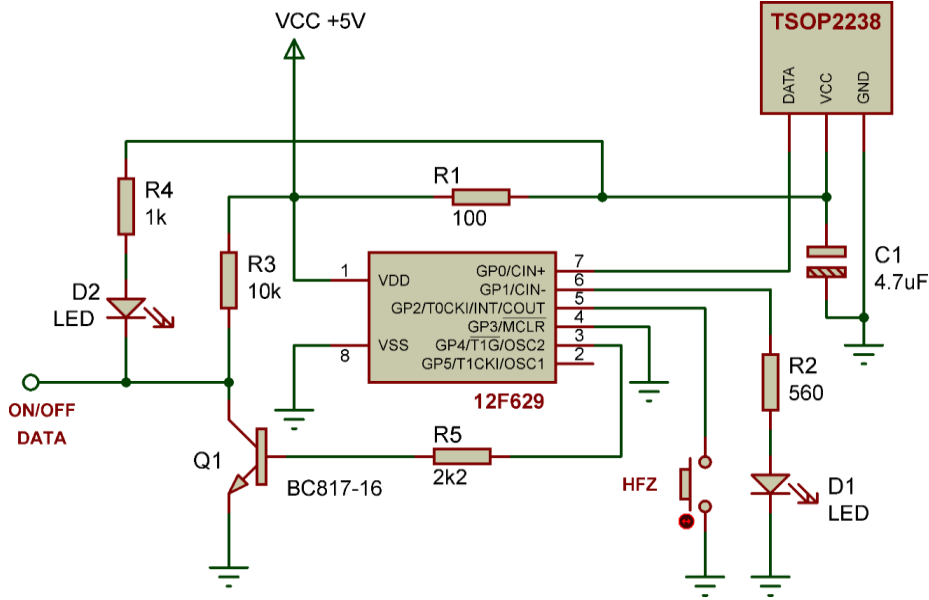 VCC +5V
TSOP2238
DATA
VCC
GND
R4
1k
R1
100
R3
10k
D2
LED
C1
4.7uF
1
VDD
GP0/CIN+
7
GP1/CIN-
6
GP2/T0CKI/INT/COUT
5
GP3/MCLR
4
8
VSS
GP4/T1G/OSC2
3
GP5/T1CKI/OSC1
2
12F629
R2
560
ON/OFF
DATA
Q1
BC817-16
R5
2k2
HFZ
D1
LED